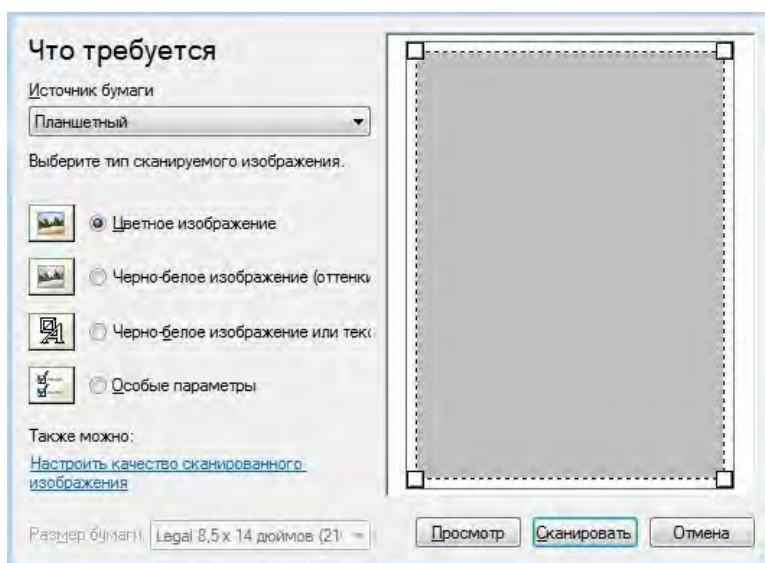 Что требуется
Источник бумаги
Планшетный
Выберите тип сканируемого изображения.
Цветное изображение
Черно-белое изображение (оттенки
Черно-белое изображение или текс
Особые параметры
Также можно:
Настроить качество сканированного
изображения
Размер бумаги: Legal 8,5 x 14 дюймов (21
Просмотр Сканировать Отмена